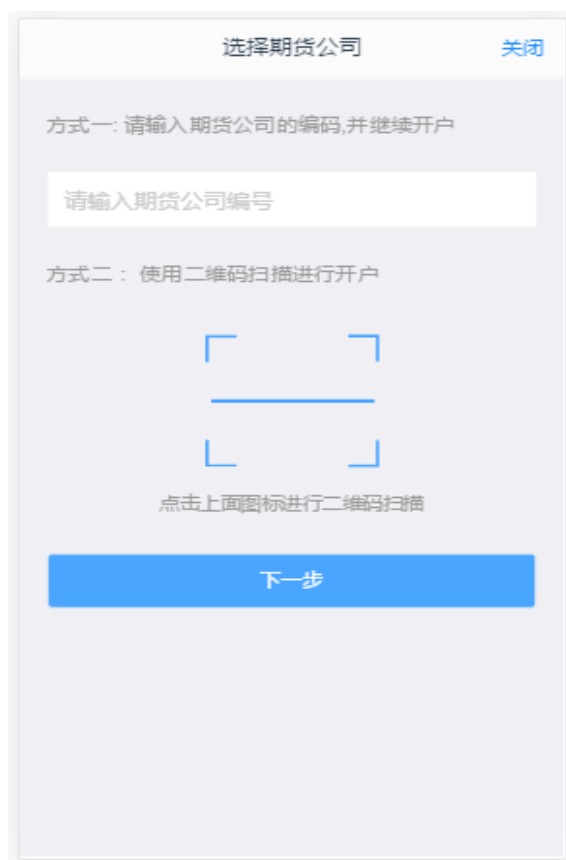 选择期货公司
关闭
方式一: 请输入期货公司的编码,并继续开户
请输入期货公司编号
方式二： 使用二维码扫描进行开户
点击上面图标进行二维码扫描
下一步